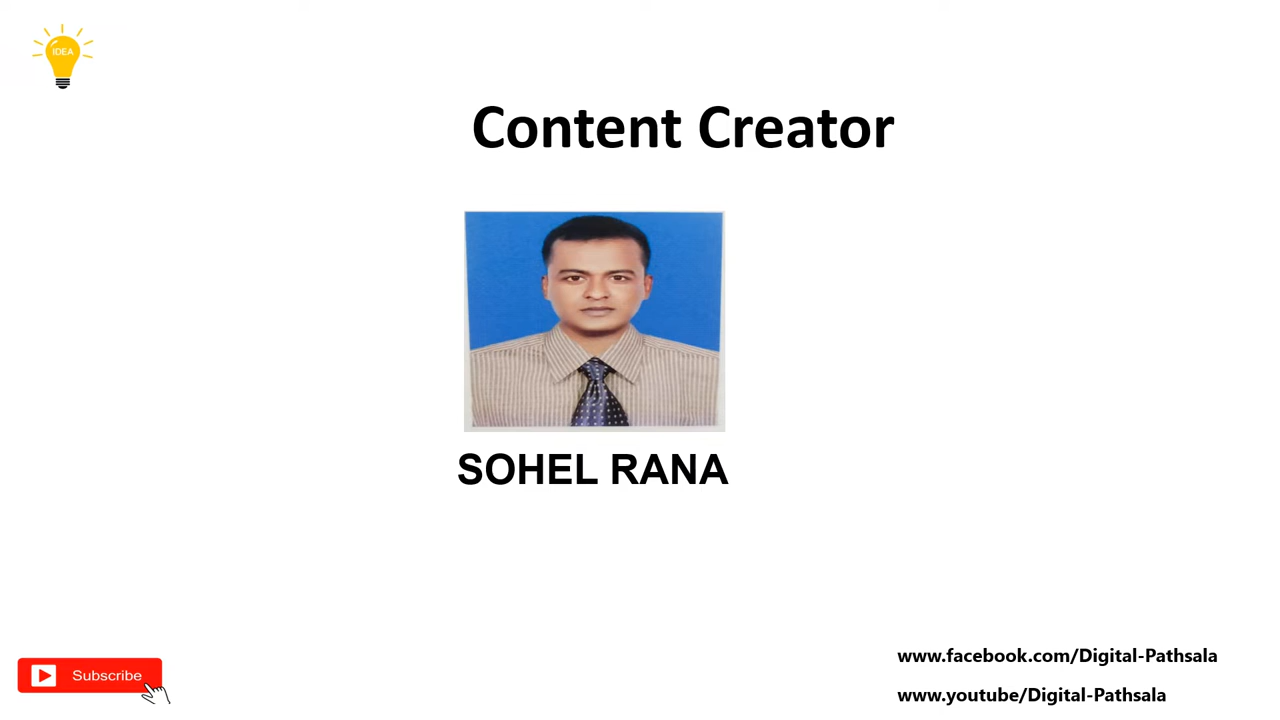 IDEA
Content Creator
SOHEL RANA
Subscribe
www.facebook.com/Digital-Pathsala
www.youtube/Digital-Pathsala